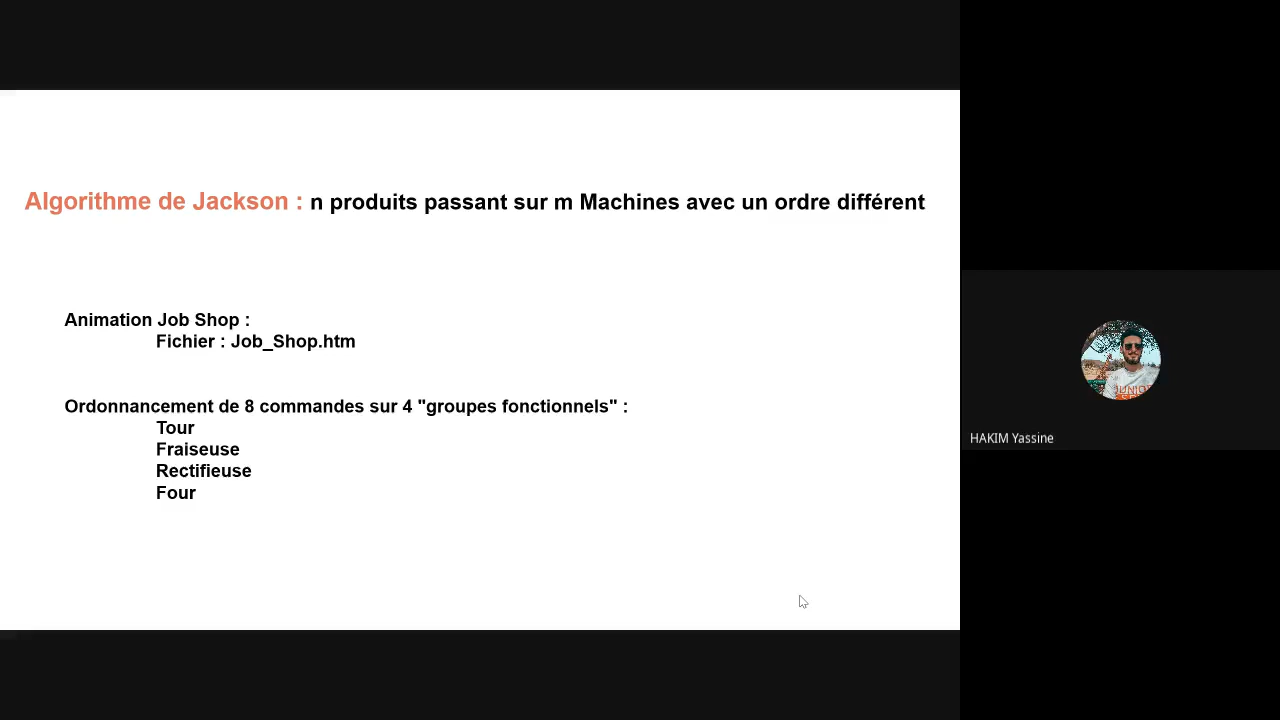 Algorithme de Jackson : n produits passant sur m Machines avec un ordre différent
Animation Job Shop :
Fichier : Job_Shop.htm
Ordonnancement de 8 commandes sur 4 "groupes fonctionnels" :
Tour
Fraiseuse
Rectifieuse
Four
HAKIM Yassine